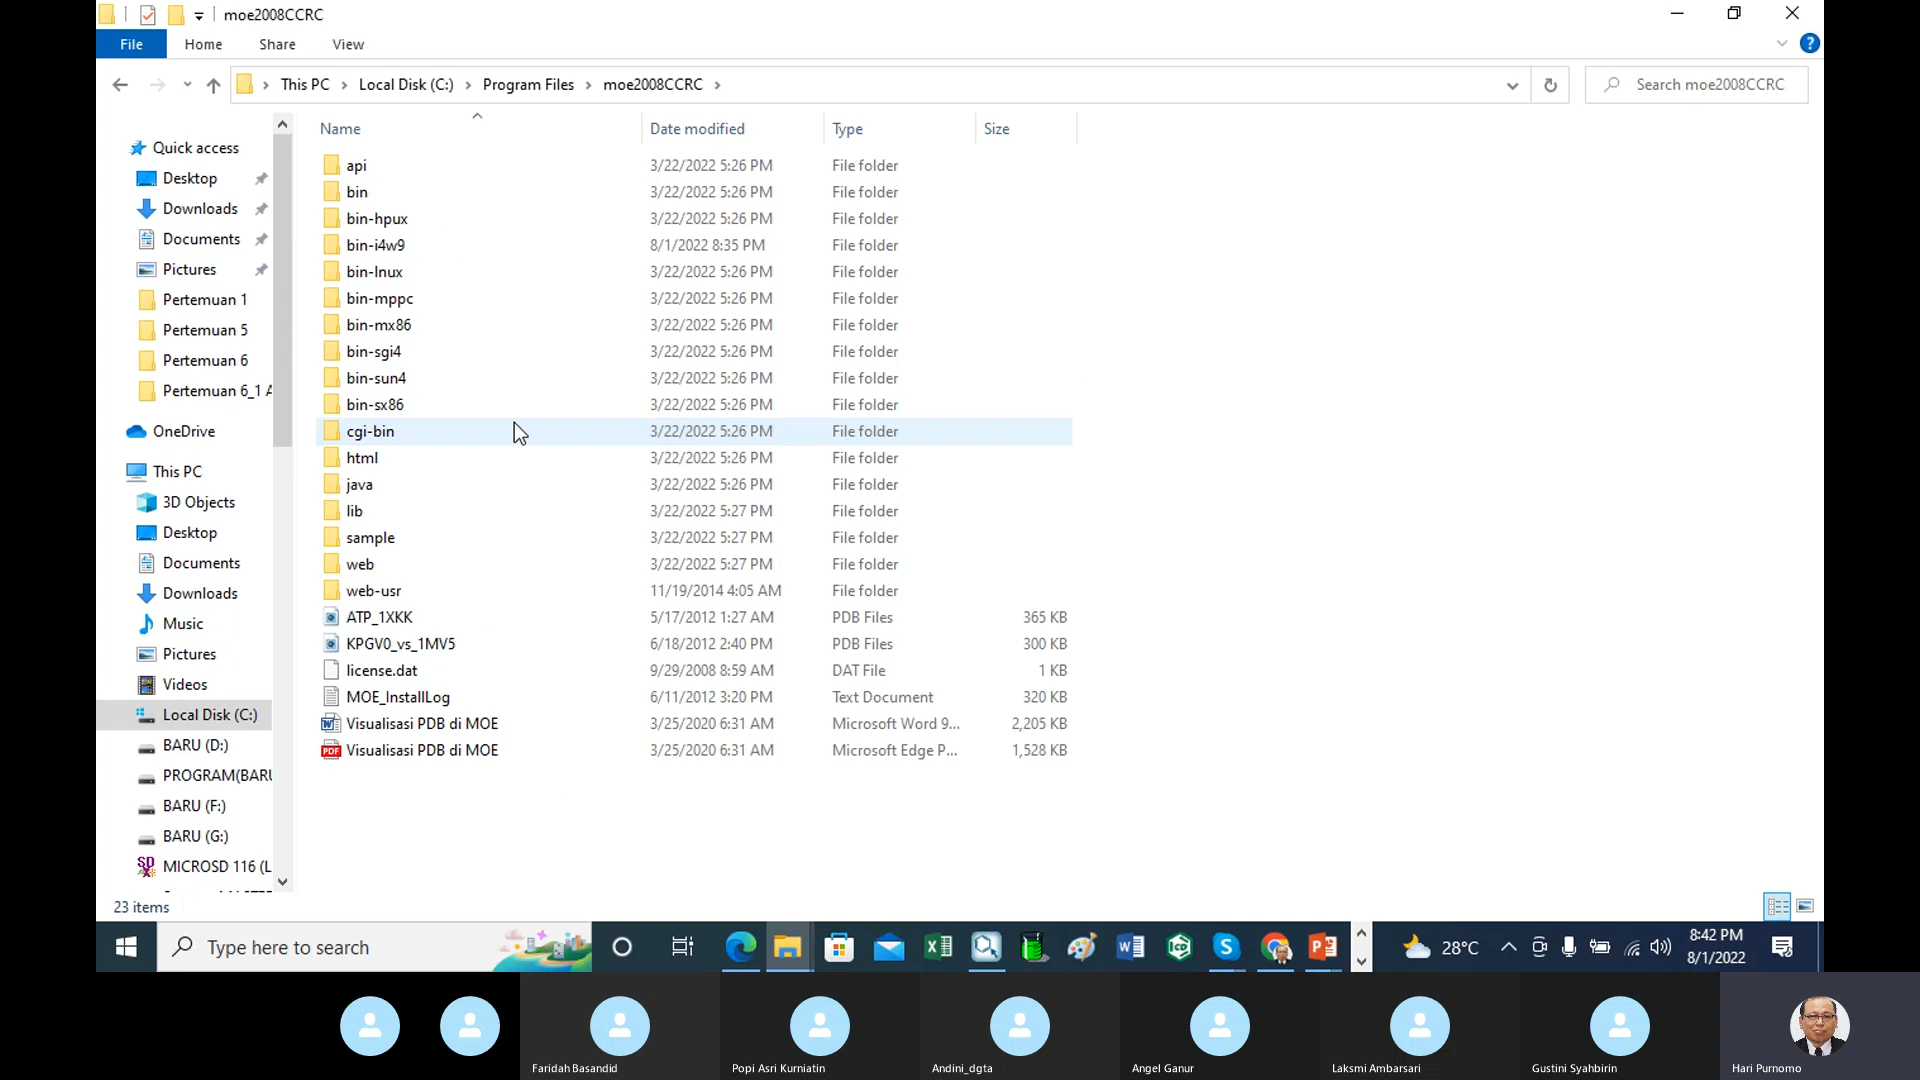 moe2008CCRC
File Home Share View
This PC Local Disk (C:) Program Files moe2008CCRC Search moe2008CCRC
Name Date modified Type Size
Quick access
Desktop
Downloads
Documents
Pictures
Pertemuan 1
Pertemuan 5
Pertemuan 6
Pertemuan 6_1 A
OneDrive
This PC
3D Objects
Desktop
Documents
Downloads
Music
Pictures
Videos
Local Disk (C:)
BARU (D:)
PROGRAM(BARU
BARU (F:)
BARU (G:)
MICROSD 116 (L
api 3/22/2022 5:26 PM File folder
bin 3/22/2022 5:26 PM File folder
bin-hpux 3/22/2022 5:26 PM File folder
bin-i4w9 8/1/2022 8:35 PM File folder
bin-lnux 3/22/2022 5:26 PM File folder
bin-mppc 3/22/2022 5:26 PM File folder
bin-mx86 3/22/2022 5:26 PM File folder
bin-sgi4 3/22/2022 5:26 PM File folder
bin-sun4 3/22/2022 5:26 PM File folder
bin-sx86 3/22/2022 5:26 PM File folder
cgi-bin 3/22/2022 5:26 PM File folder
html 3/22/2022 5:26 PM File folder
java 3/22/2022 5:26 PM File folder
lib 3/22/2022 5:27 PM File folder
sample 3/22/2022 5:27 PM File folder
web 3/22/2022 5:27 PM File folder
web-usr 11/19/2014 4:05 AM File folder
ATP_1XKK 5/17/2012 1:27 AM PDB Files 365 KB
KPGV0_vs_1MV5 6/18/2012 2:40 PM PDB Files 300 KB
license.dat 9/29/2008 8:59 AM DAT File 1 KB
MOE_InstallLog 6/11/2012 3:20 PM Text Document 320 KB
Visualisasi PDB di MOE 3/25/2020 6:31 AM Microsoft Word 9... 2,205 KB
Visualisasi PDB di MOE 3/25/2020 6:31 AM Microsoft Edge P... 1,528 KB
23 items
Type here to search
28°C
8:42 PM
8/1/2022
Faridah Basandid Popi Asri Kurniatin Andini_dgta Angel Ganur Laksmi Ambarsari Gustini Syahbirin Hari Purnomo